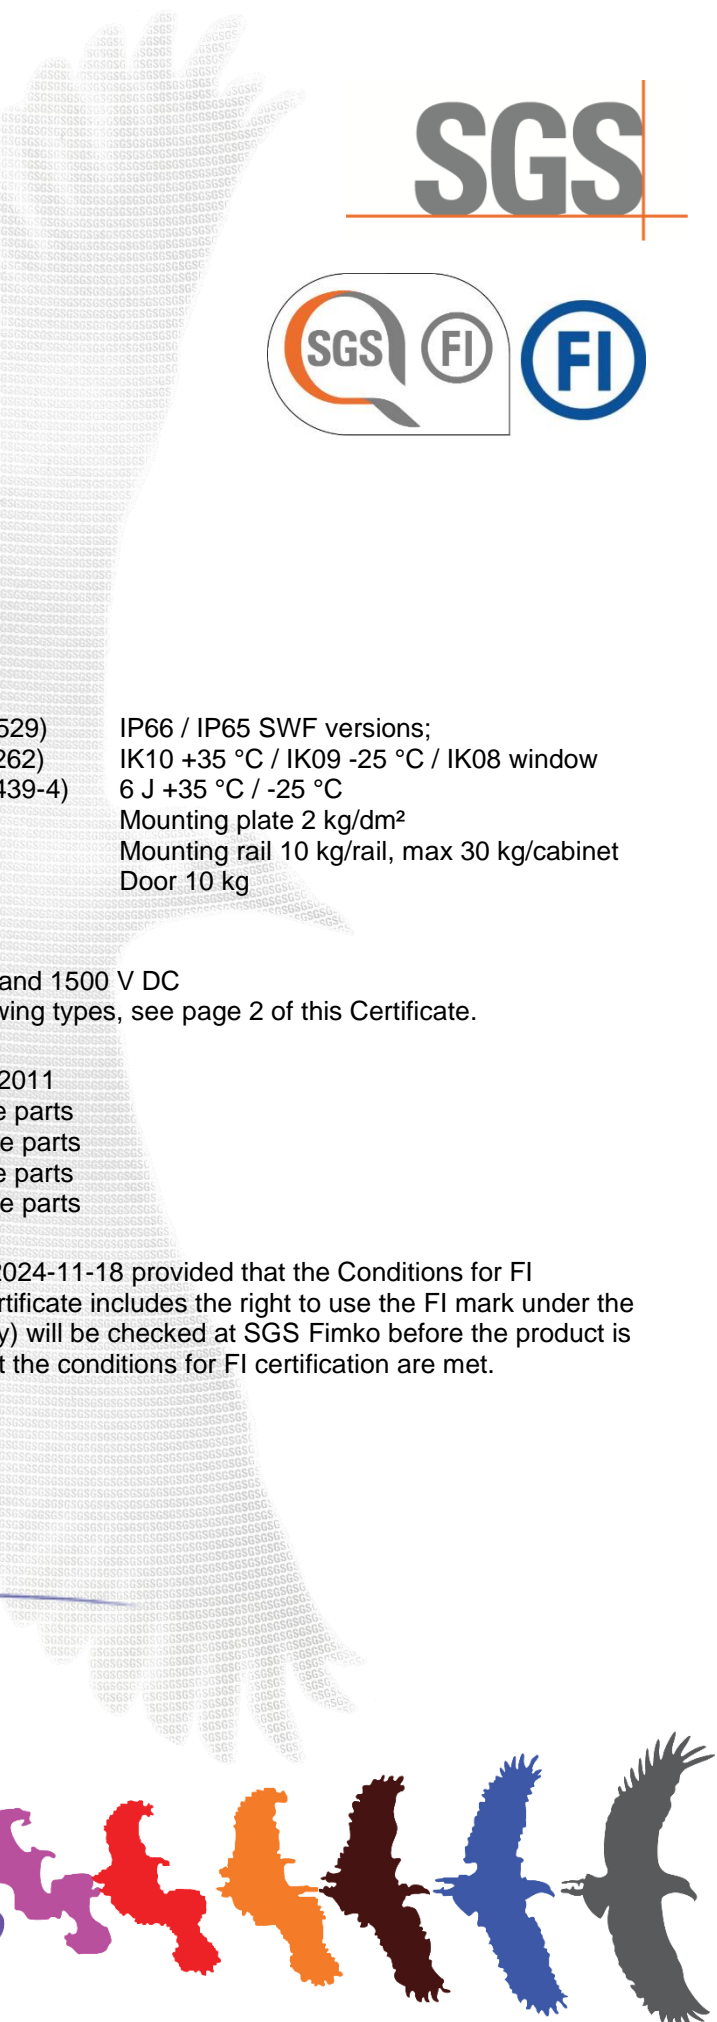 SGS
SGS FI FI
529) IP66 / IP65 SWF versions;
262) IK10 +35 °C / IK09 -25 °C / IK08 window
439-4) 6 J +35 °C / -25 °C
Mounting plate 2 kg/dm²
Mounting rail 10 kg/rail, max 30 kg/cabinet
Door 10 kg
and 1500 V DC
wing types, see page 2 of this Certificate.
2011
e parts
e parts
e parts
e parts
2024-11-18 provided that the Conditions for FI
rtificate includes the right to use the FI mark under the
y) will be checked at SGS Fimko before the product is
t the conditions for FI certification are met.